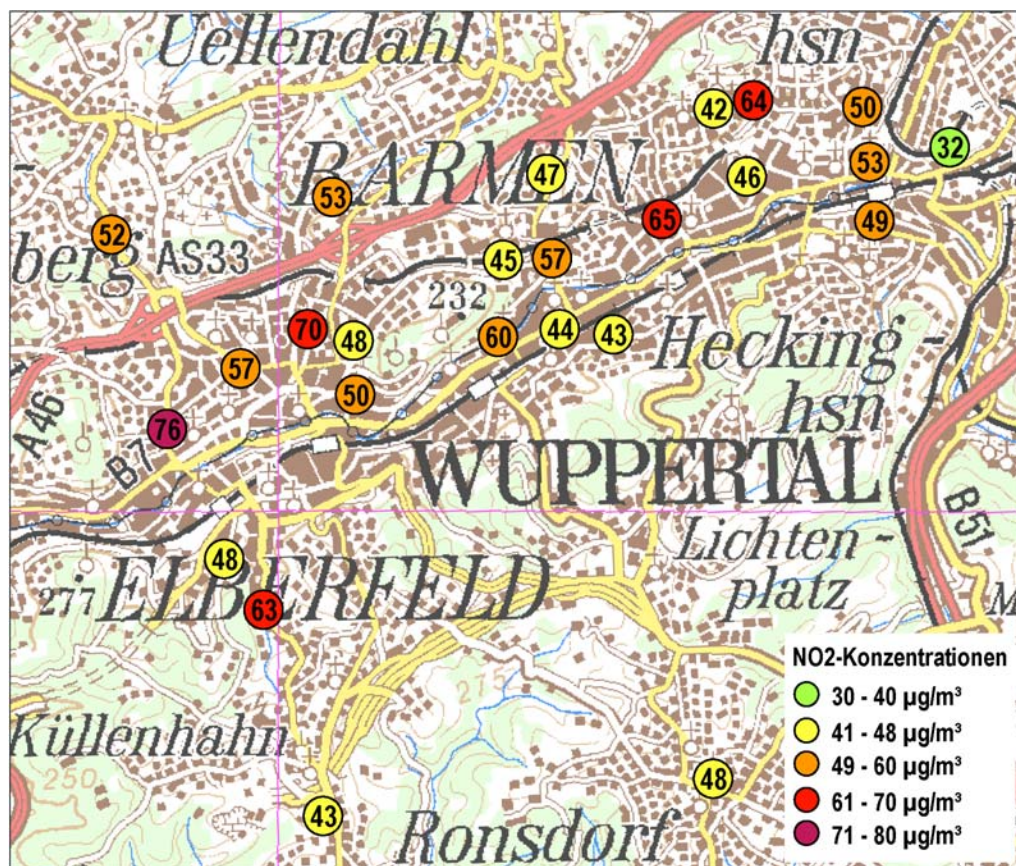 Uellendahl
hsn
42
64
50
32
53
47
46
BARMEN
53
65
49
52
berg
AS33
45
57
232
70
48
60
44
43
Hecking-
hsn
57
50
76
A46
B7
WUPPERTAL
B51
Lichten-
platz
48
277
ELBERFELD
63
M
215
Küllenhahn
250
48
43
Ronsdorf
NO2-Konzentrationen
30 - 40 µg/m³
41 - 48 µg/m³
49 - 60 µg/m³
61 - 70 µg/m³
71 - 80 µg/m³